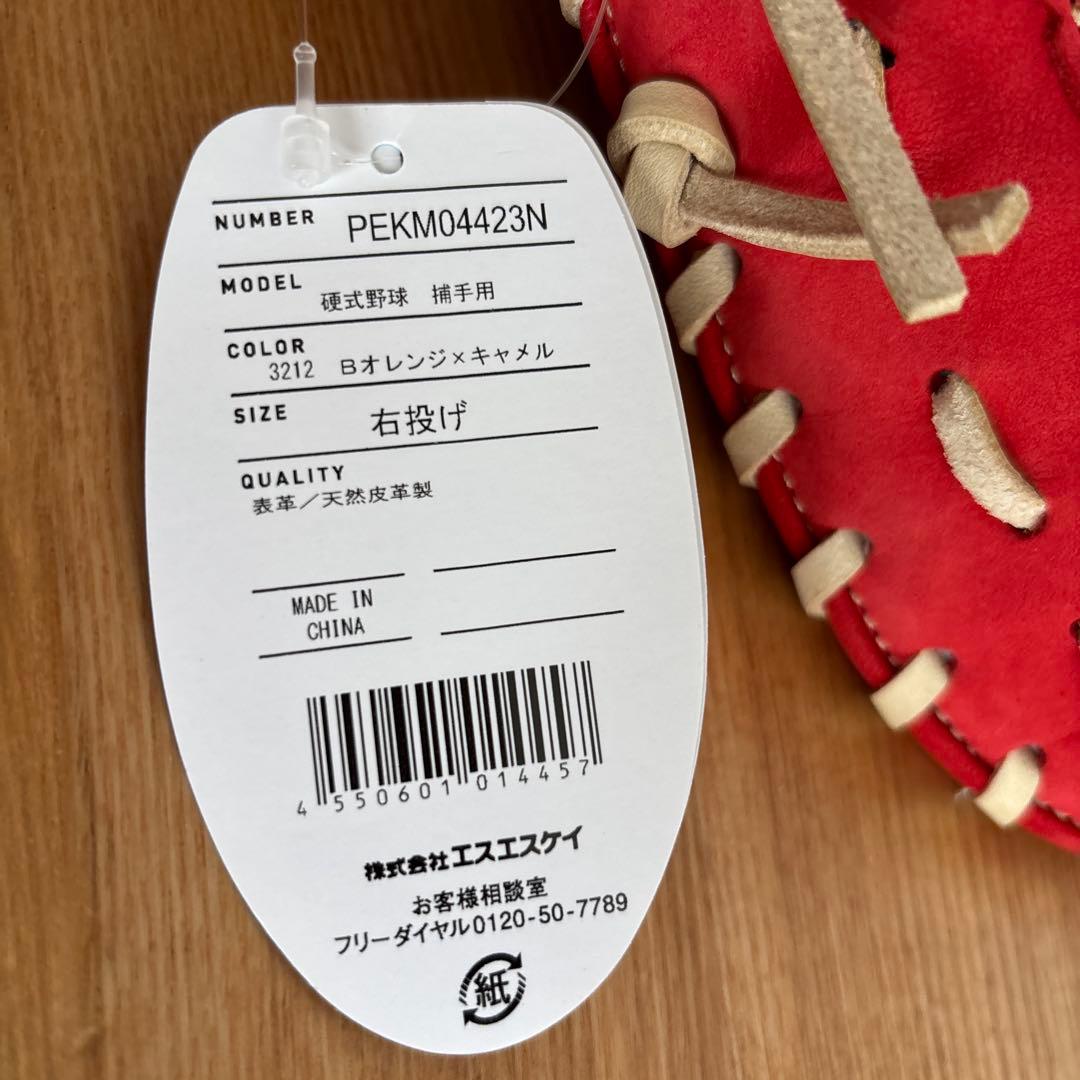 NUMBER PEKM04423N
MODEL 硬式野球 捕手用
COLOR 3212 Bオレンジ×キャメル
SIZE 右投げ
QUALITY
表革/天然皮革製
MADE IN
CHINA
4 550601 014457
株式会社エスエスケイ
お客様相談室
フリーダイヤル0120-50-7789
紙